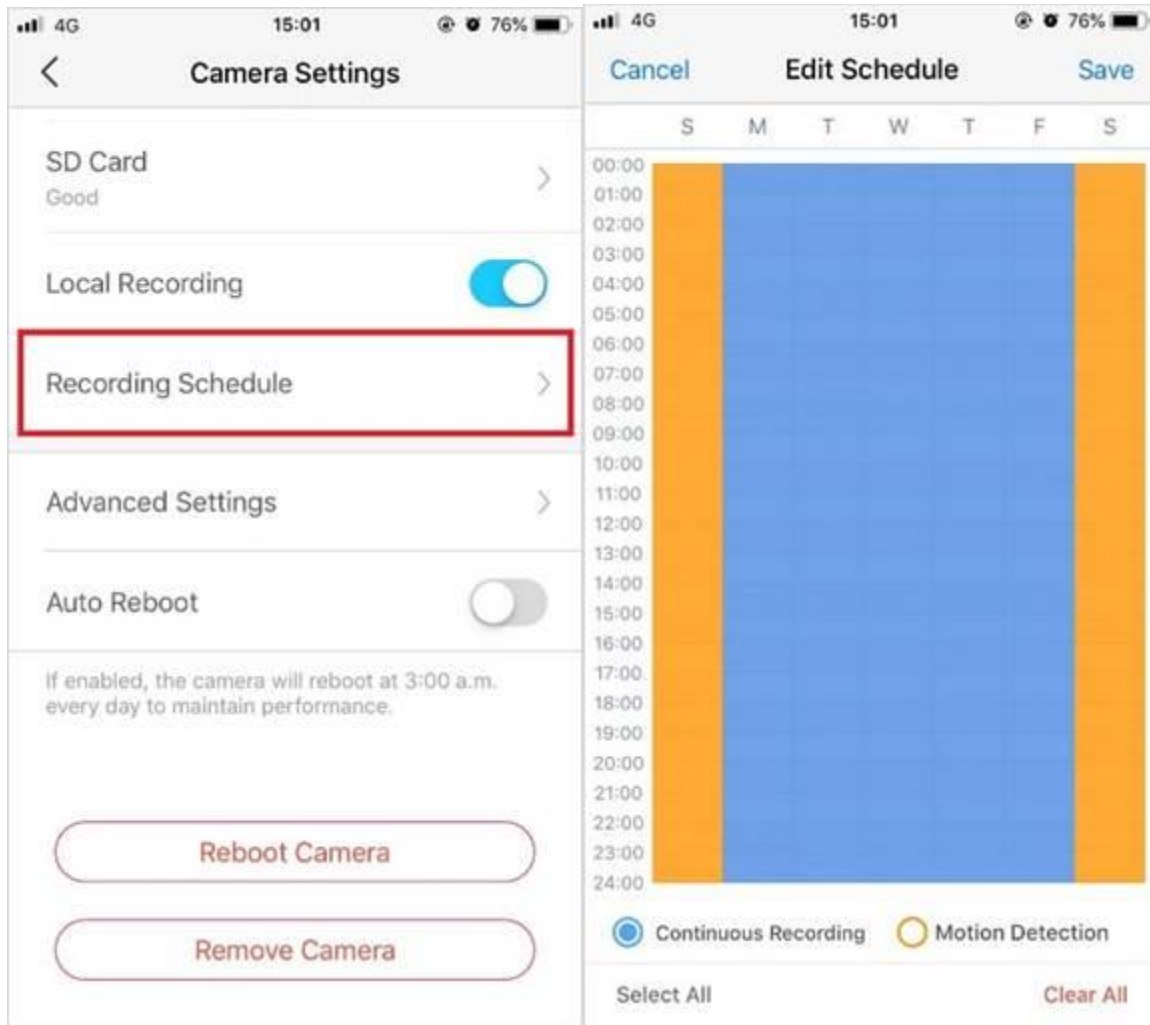 4G 15:01 76%
Camera Settings
SD Card
Good
Local Recording
Recording Schedule
Advanced Settings
Auto Reboot
If enabled, the camera will reboot at 3:00 a.m.
every day to maintain performance.
Reboot Camera
Remove Camera
4G 15:01 76%
Cancel Edit Schedule Save
S M T W T F S
00:00
01:00
02:00
03:00
04:00
05:00
06:00
07:00
08:00
09:00
10:00
11:00
12:00
13:00
14:00
15:00
16:00
17:00
18:00
19:00
20:00
21:00
22:00
23:00
24:00
Continuous Recording Motion Detection
Select All Clear All